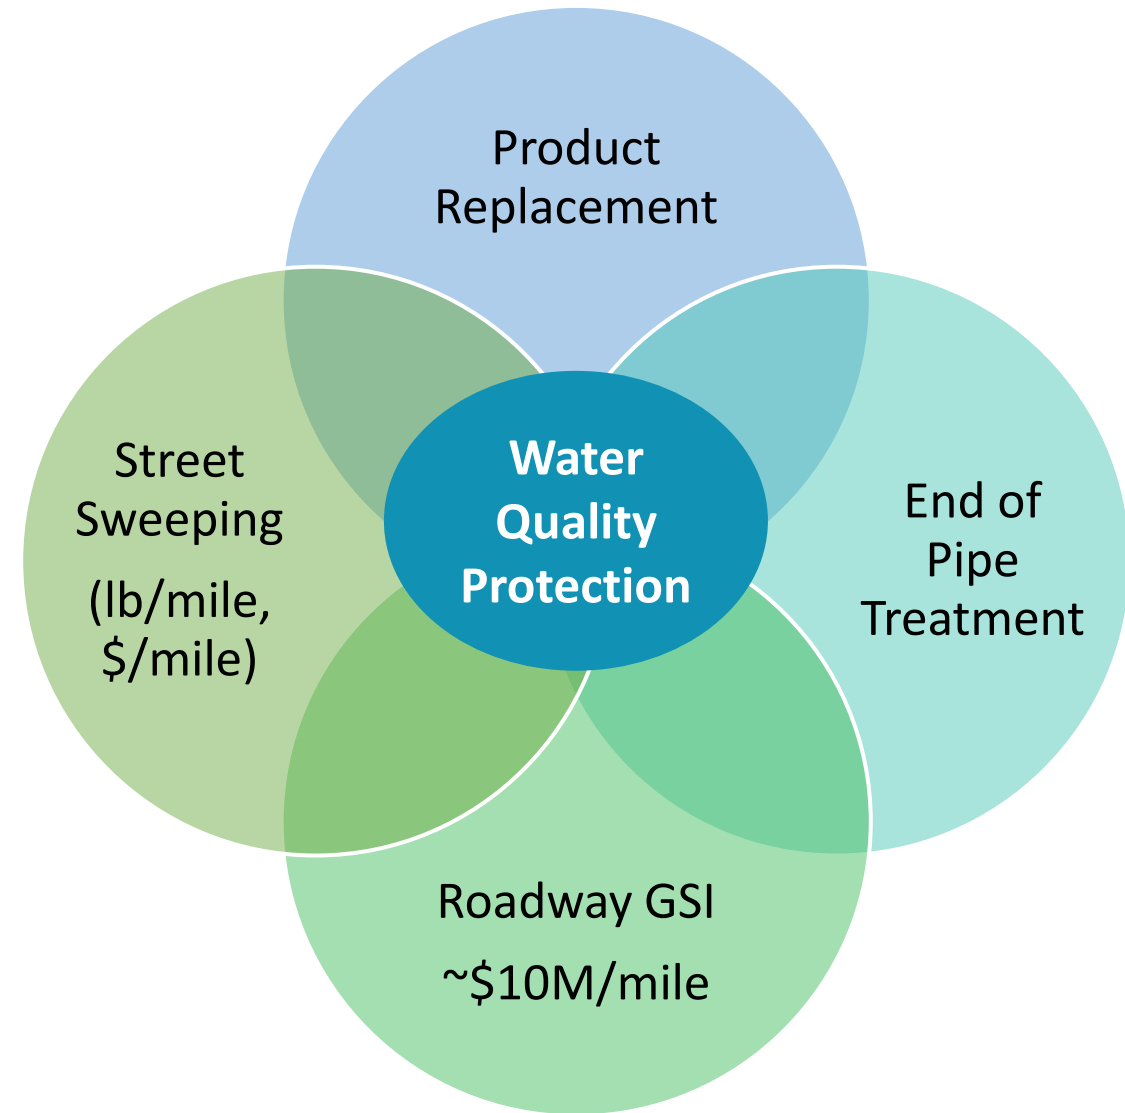 Product
Replacement
Street
Sweeping
(lb/mile,
$/mile)
Water
Quality
Protection
End of
Pipe
Treatment
Roadway GSI
~$10M/mile